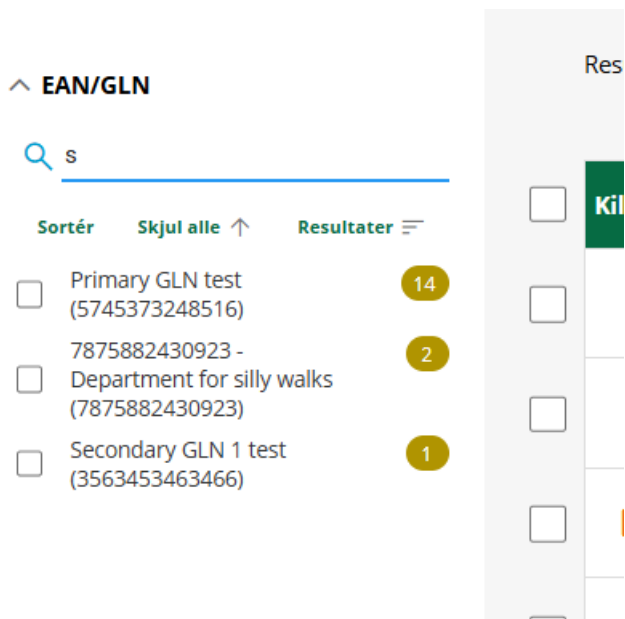 Res
EAN/GLN
s
Kil
Sortér Skjul alle Resultater
Primary GLN test 14
(5745373248516)
7875882430923 - 2
Department for silly walks
(7875882430923)
Secondary GLN 1 test 1
(3563453463466)